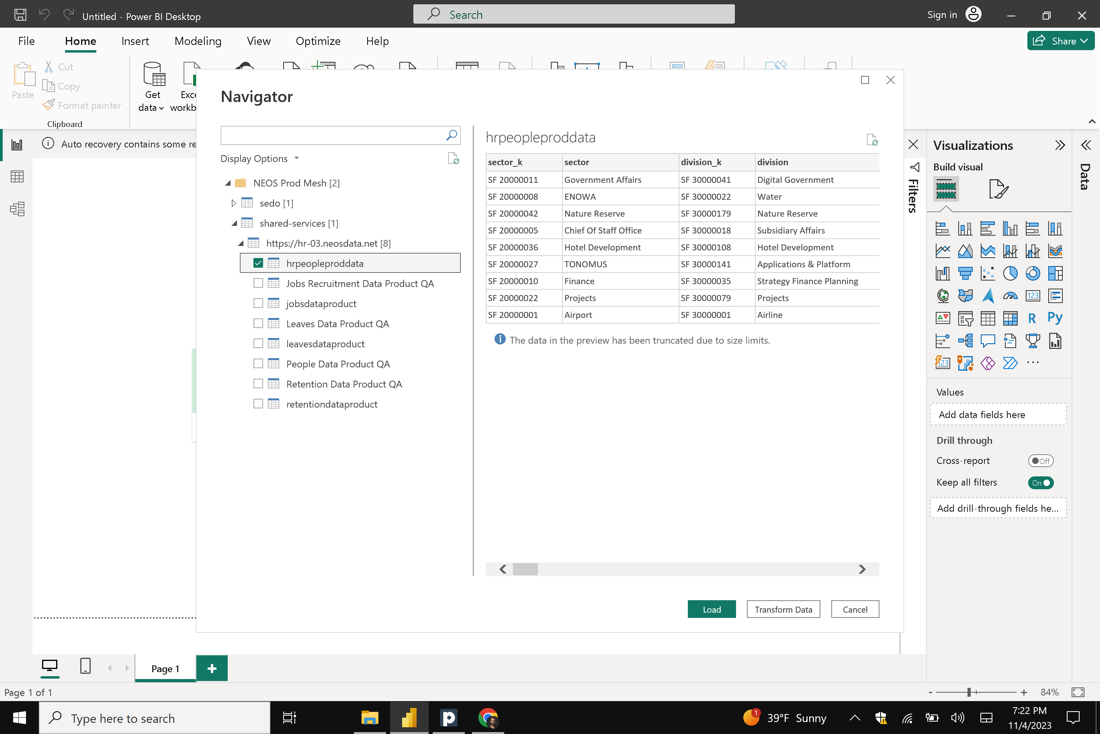 Untitled - Power BI Desktop
Search
Sign in
File Home Insert Modeling View Optimize Help
Share
Paste
Cut
Copy
Format painter
Clipboard
Get data
Exce
workb
Auto recovery contains some re
Navigator
Display Options
NEOS Prod Mesh [2]
sedo [1]
shared-services [1]
https://hr-03.neosdata.net [8]
hrpeopleproddata
Jobs Recruitment Data Product QA
jobsdataproduct
Leaves Data Product QA
leavesdataproduct
People Data Product QA
Retention Data Product QA
retentiondataproduct
hrpeopleproddata
sector_k sector division_k division
SF 20000011 Government Affairs SF 30000041 Digital Government
SF 20000008 ENOWA SF 30000022 Water
SF 20000042 Nature Reserve SF 30000179 Nature Reserve
SF 20000005 Chief Of Staff Office SF 30000018 Subsidiary Affairs
SF 20000036 Hotel Development SF 30000108 Hotel Development
SF 20000027 TONOMUS SF 30000141 Applications & Platform
SF 20000010 Finance SF 30000035 Strategy Finance Planning
SF 20000022 Projects SF 30000079 Projects
SF 20000001 Airport SF 30000001 Airline
The data in the preview has been truncated due to size limits.
Load Transform Data Cancel
Filters
Visualizations
Build visual
123
R Py
123
Values
Add data fields here
Drill through
Cross-report Off
Keep all filters On
Add drill-through fields he...
Data
Page 1
Page 1 of 1
84%
Type here to search
39°F Sunny
7:22 PM
11/4/2023